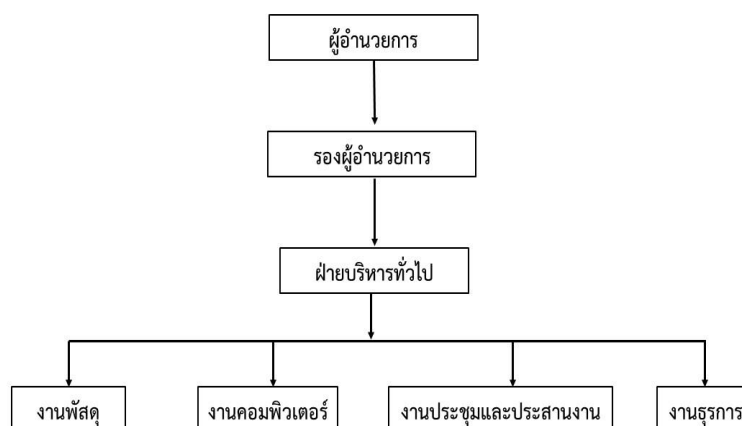 ผู้อำนวยการ
รองผู้อำนวยการ
ฝ่ายบริหารทั่วไป
งานพัสดุ
งานคอมพิวเตอร์
งานประชุมและประสานงาน
งานธุรการ